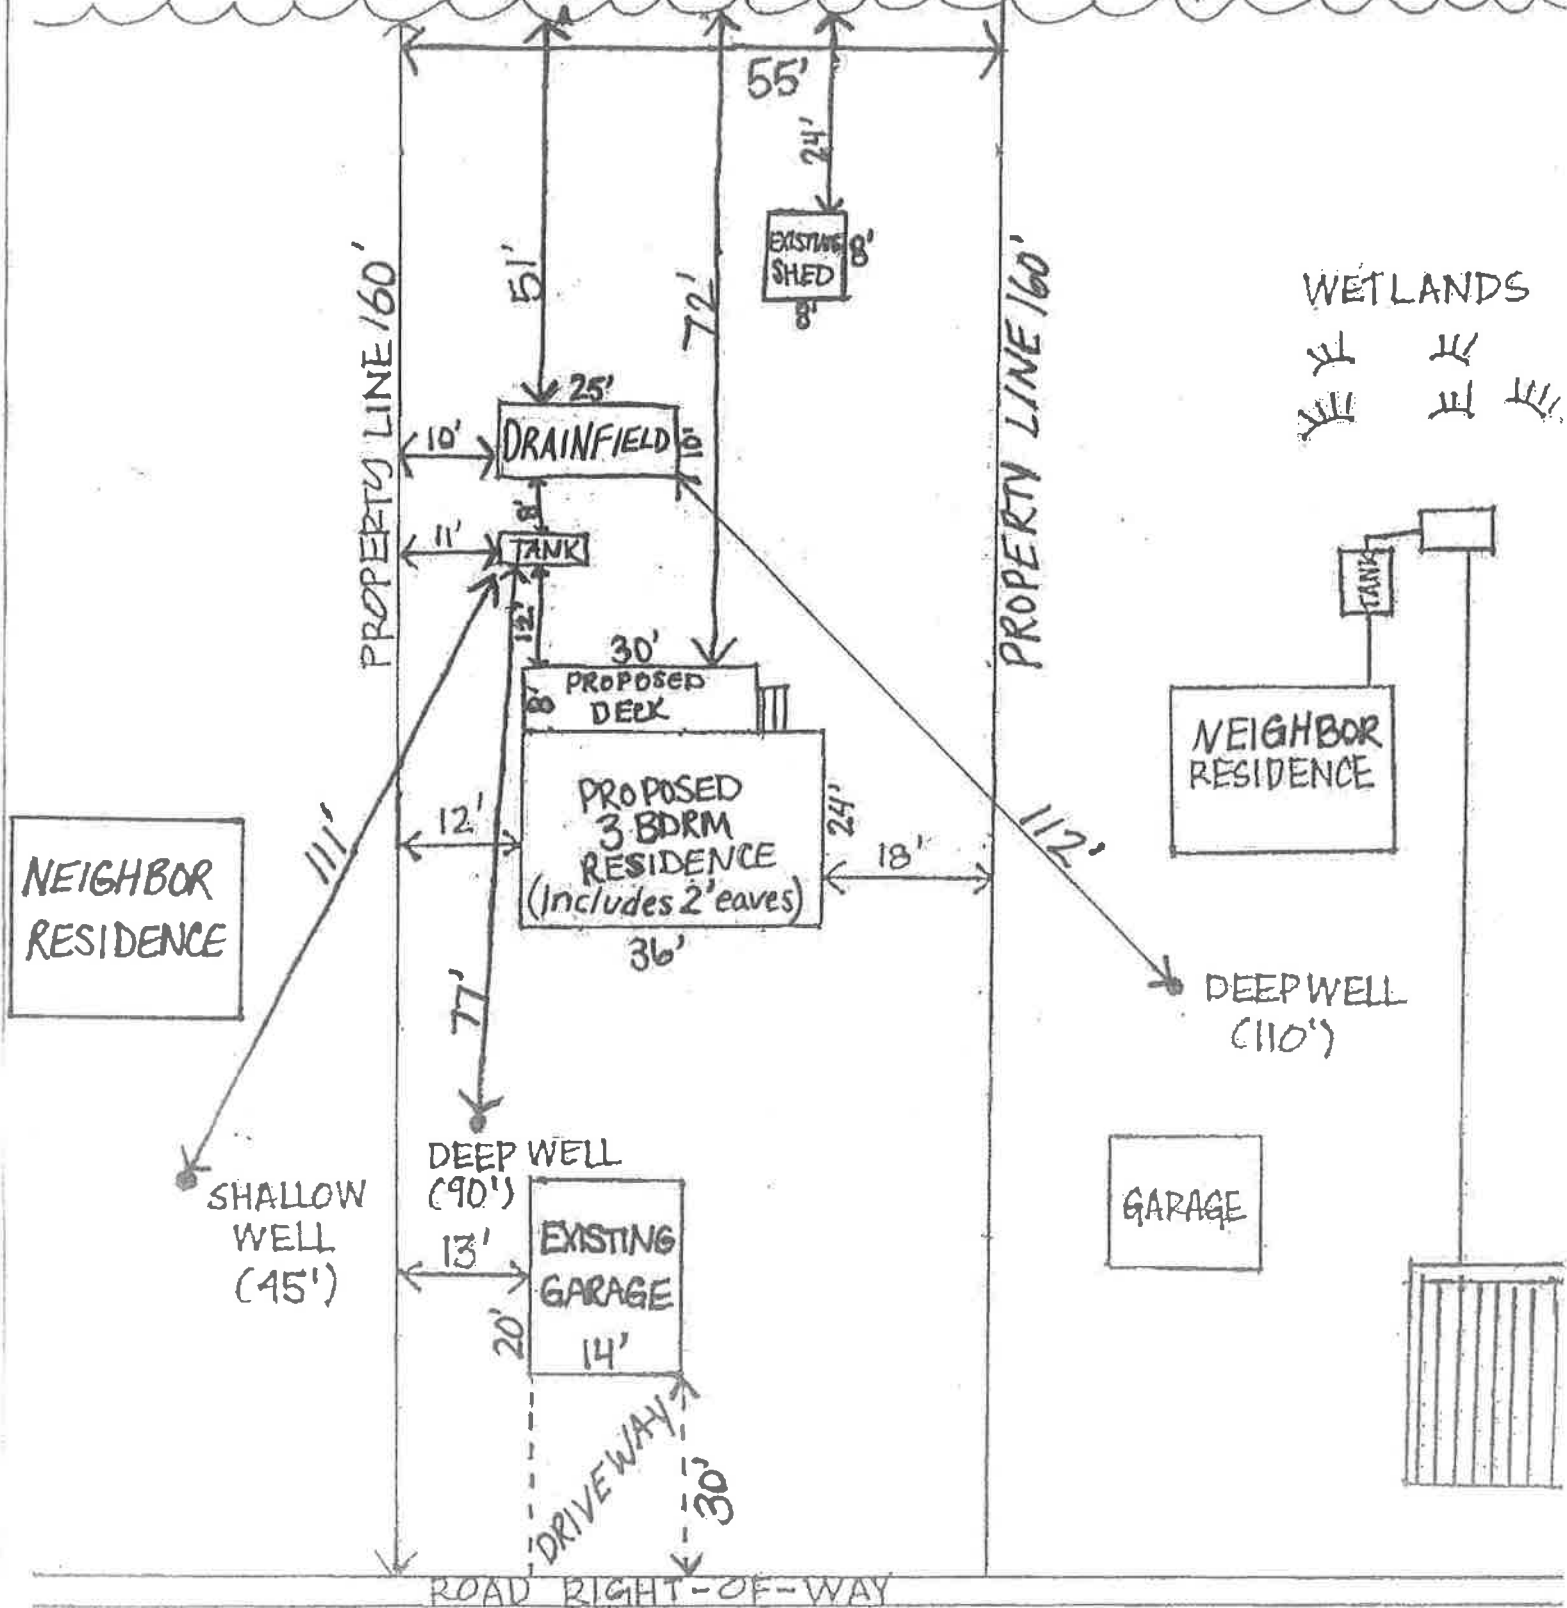 55'
24'
EXISTING
SHED
8'
8'
51'
72'
PROPERTY LINE 160'
PROPERTY LINE 160'
WETLANDS
25'
10'
DRAINFIELD
10'
8'
11'
TANK
TANK
12'
30'
PROPOSED
DECK
8'
NEIGHBOR
RESIDENCE
PROPOSED
3 BDRM
RESIDENCE
(Includes 2' eaves)
24'
12'
18'
36'
111'
112'
NEIGHBOR
RESIDENCE
77'
DEEP WELL
(110')
DEEP WELL
(90')
SHALLOW
WELL
(45')
13'
EXISTING
GARAGE
20'
14'
GARAGE
DRIVEWAY
30'
ROAD RIGHT-OF-WAY